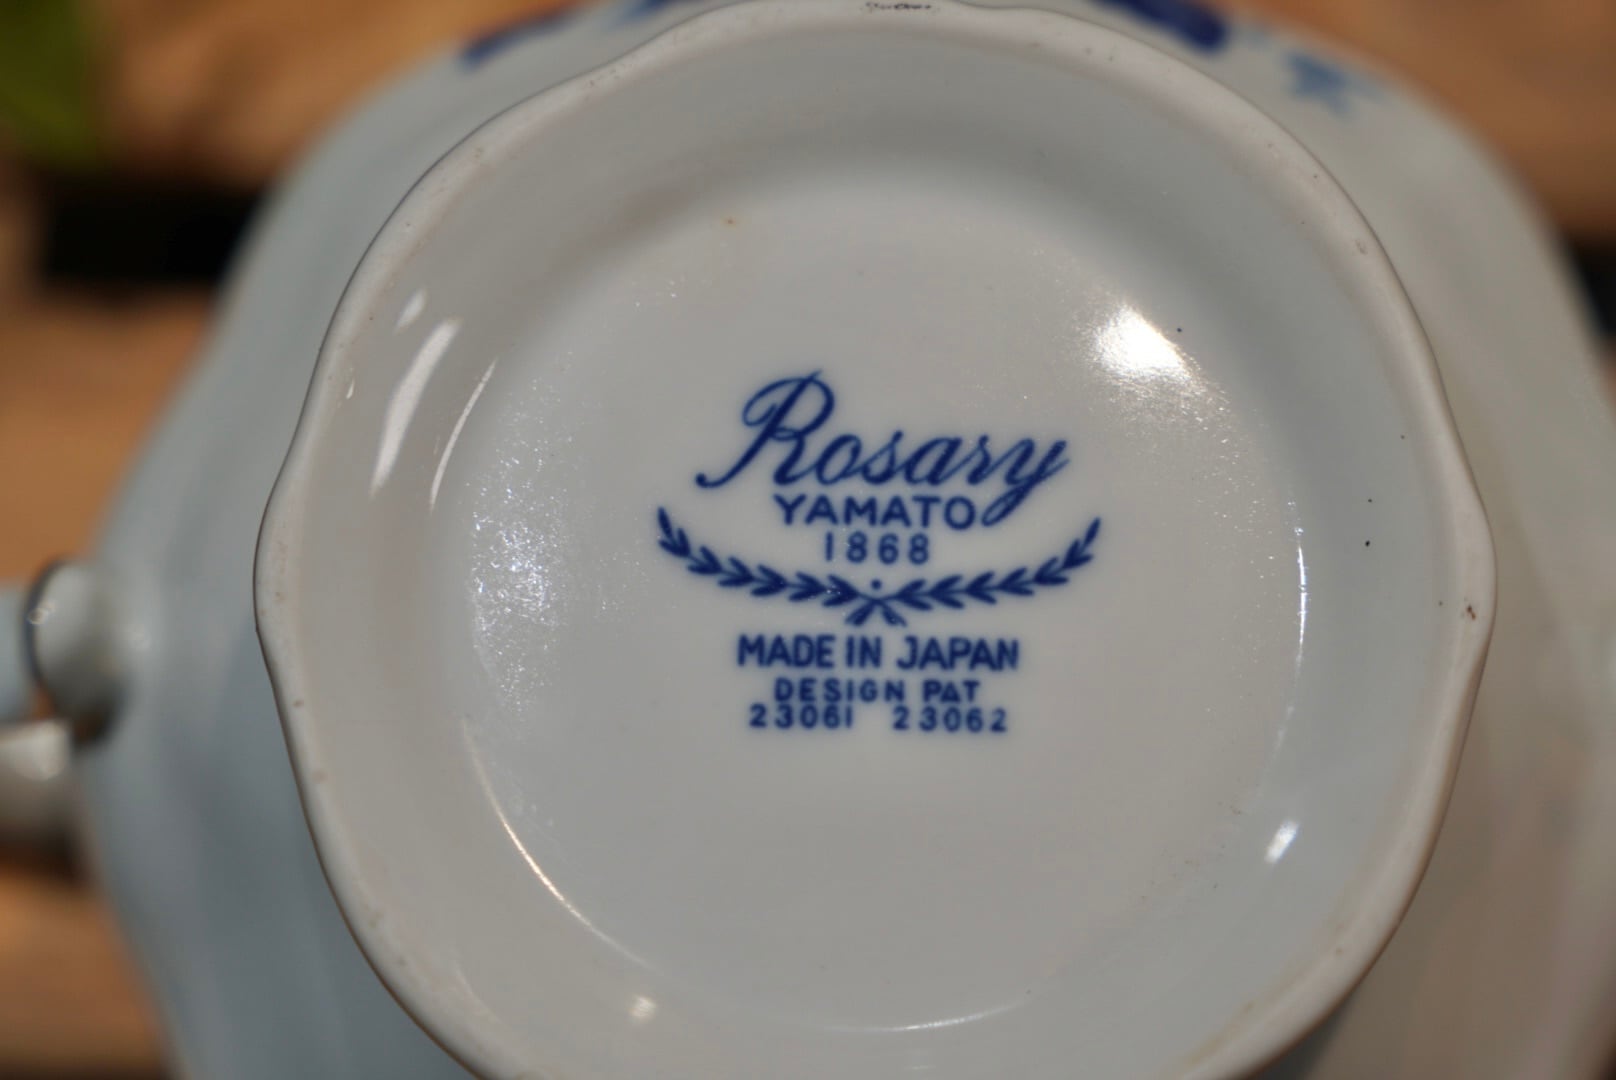 Rosary
YAMATO
1868
MADE IN JAPAN
DESIGN PAT
23061 23062